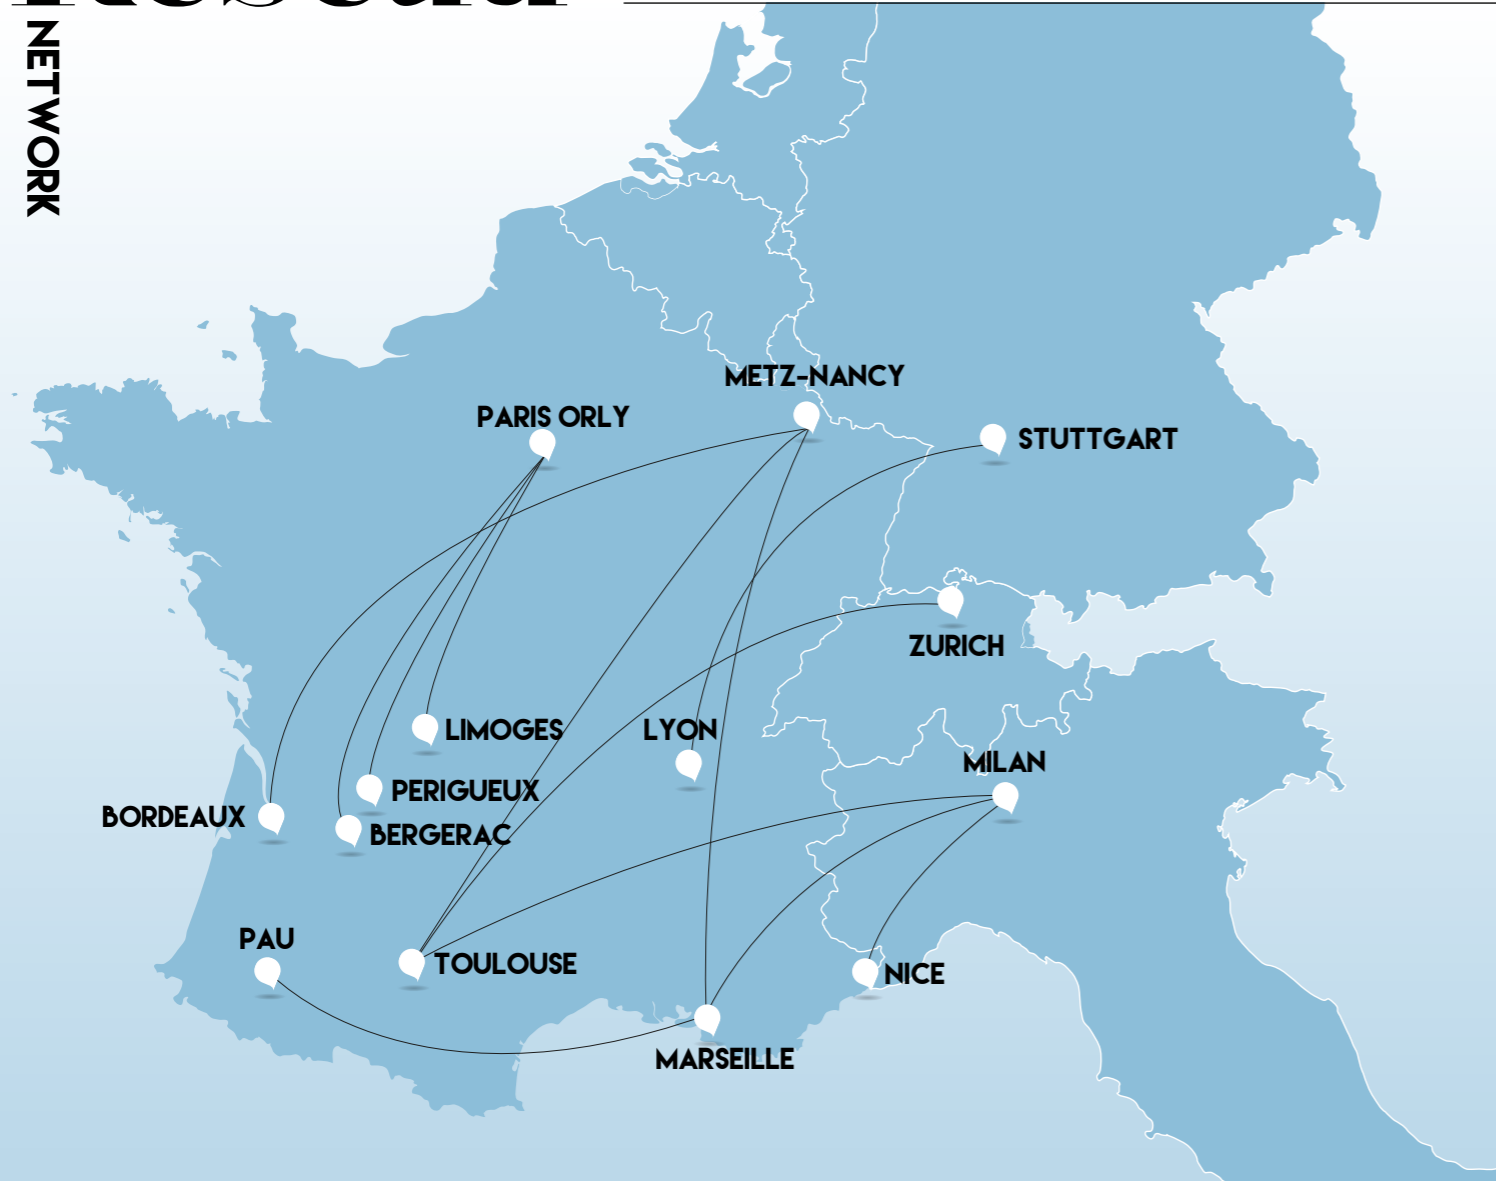 NETWORK
METZ-NANCY
PARIS ORLY
STUTTGART
ZURICH
LIMOGES
LYON
MILAN
PERIGUEUX
BORDEAUX
BERGERAC
PAU
TOULOUSE
NICE
MARSEILLE